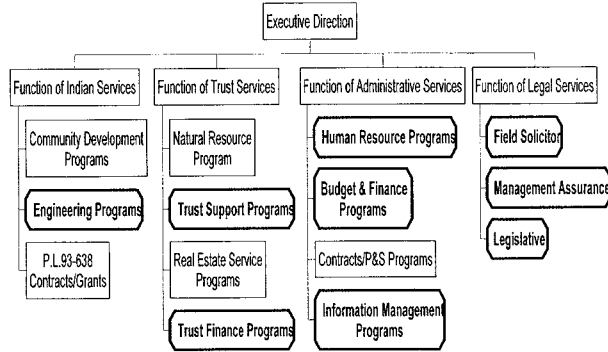 Executive Direction
Function of Indian Services
Function of Trust Services
Function of Administrative Services
Function of Legal Services
Community Development
Programs
Engineering Programs
P.L.93-638
Contracts/Grants
Natural Resource
Program
Trust Support Programs
Real Estate Service
Programs
Trust Finance Programs
Human Resource Programs
Budget & Finance
Programs
Contracts/P&S Programs
Information Management
Programs
Field Solicitor
Management Assurance
Legislative